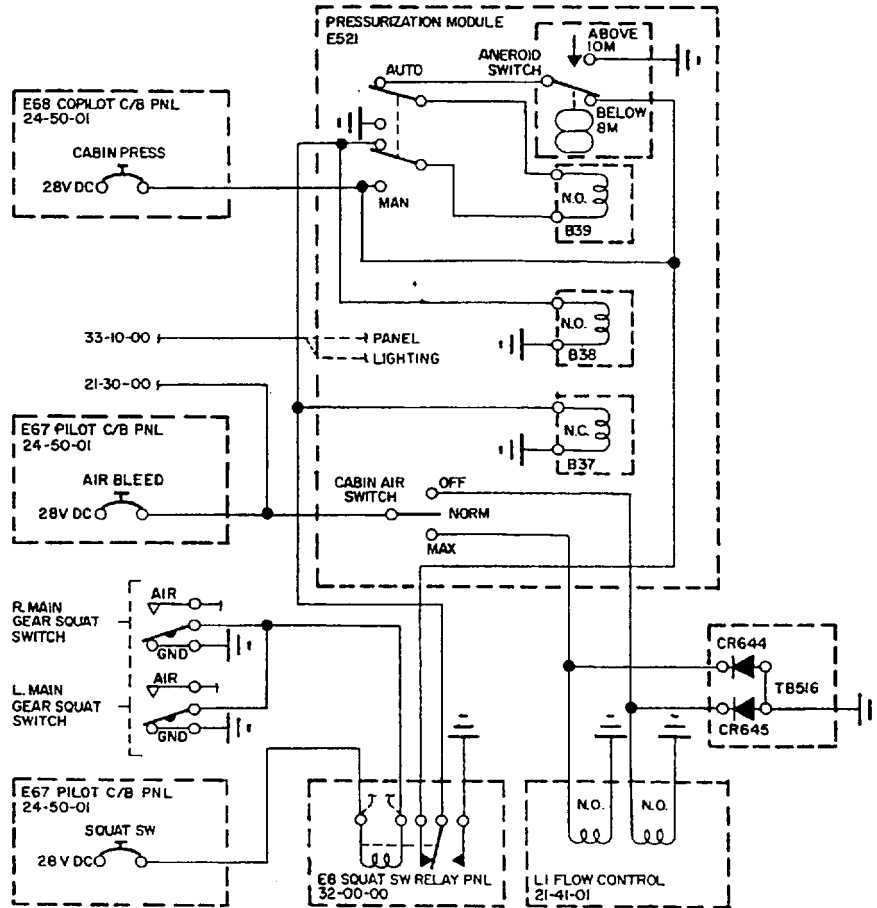 PRESSURIZATION MODULE
E521
ABOVE
10M
ANEROID
SWITCH
AUTO
BELOW
8M
E68 COPILOT C/B PNL
24-50-01
CABIN PRESS
28V DC
MAN
N.O.
B39
33-10-00
PANEL
LIGHTING
N.O.
B38
21-30-00
E67 PILOT C/B PNL
24-50-01
AIR BLEED
28V DC
N.C.
B37
CABIN AIR
SWITCH
OFF
NORM
MAX
R. MAIN
GEAR SQUAT
SWITCH
AIR
GND
L. MAIN
GEAR SQUAT
SWITCH
AIR
GND
CR644
TB516
CR645
E67 PILOT C/B PNL
24-50-01
SQUAT SW
28V DC
E8 SQUAT SW RELAY PNL
32-00-00
N.O.
N.O.
L1 FLOW CONTROL
21-41-01